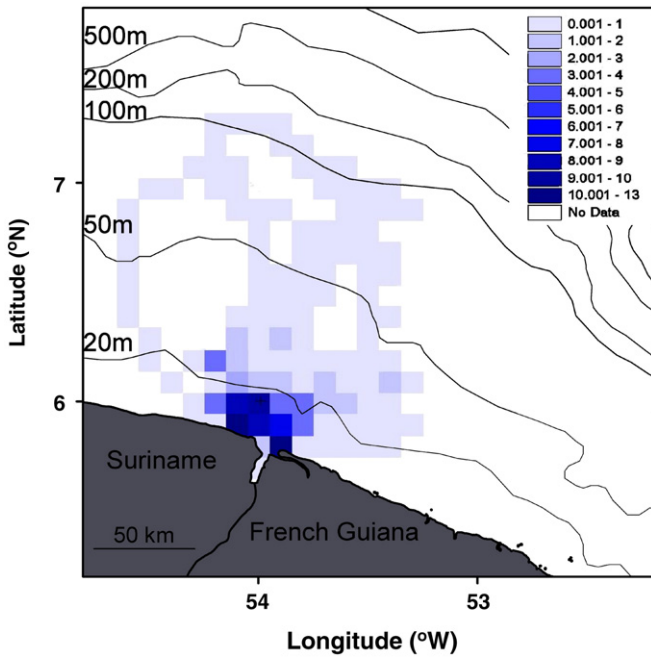 500m
200m
100m
50m
20m
0.001 - 1
1.001 - 2
2.001 - 3
3.001 - 4
4.001 - 5
5.001 - 6
6.001 - 7
7.001 - 8
8.001 - 9
9.001 - 10
10.001 - 13
No Data
7
6
Latitude (°N)
Suriname
French Guiana
50 km
54
53
Longitude (°W)